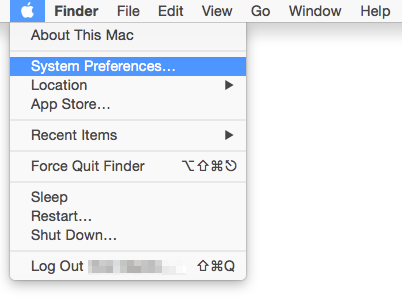 Finder File Edit View Go Window Help
About This Mac
System Preferences…
Location ▶
App Store…
Recent Items ▶
Force Quit Finder ⌥⇧⌘⎋
Sleep
Restart…
Shut Down…
Log Out ⇧⌘Q